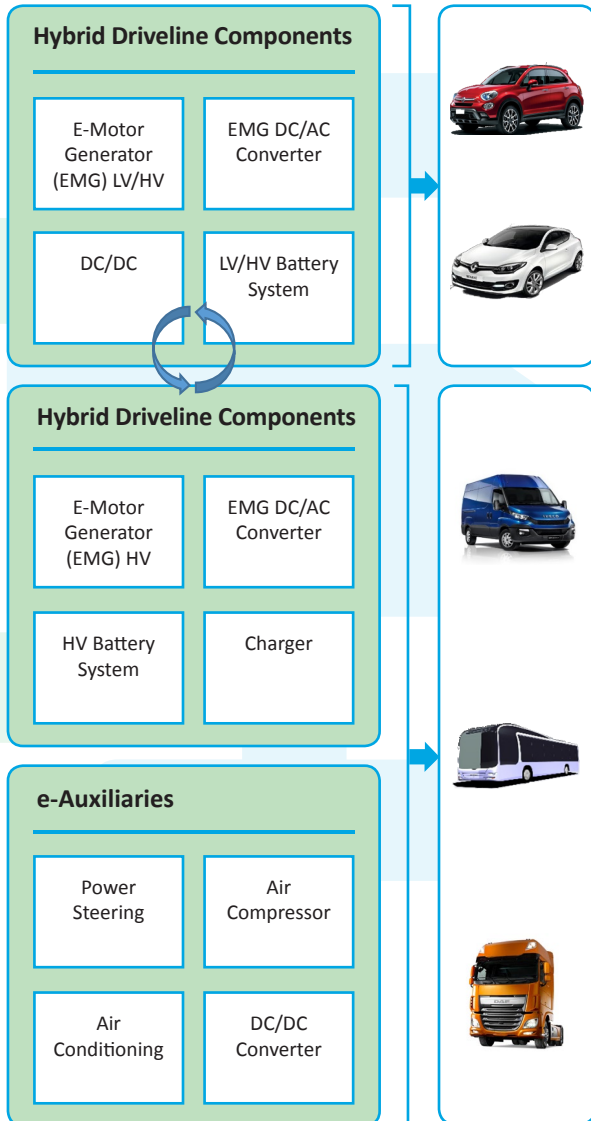 Hybrid Driveline Components
E-Motor
Generator
(EMG) LV/HV
EMG DC/AC
Converter
DC/DC
LV/HV Battery
System
Hybrid Driveline Components
E-Motor
Generator
(EMG) HV
EMG DC/AC
Converter
HV Battery
System
Charger
e-Auxiliaries
Power
Steering
Air
Compressor
Air
Conditioning
DC/DC
Converter